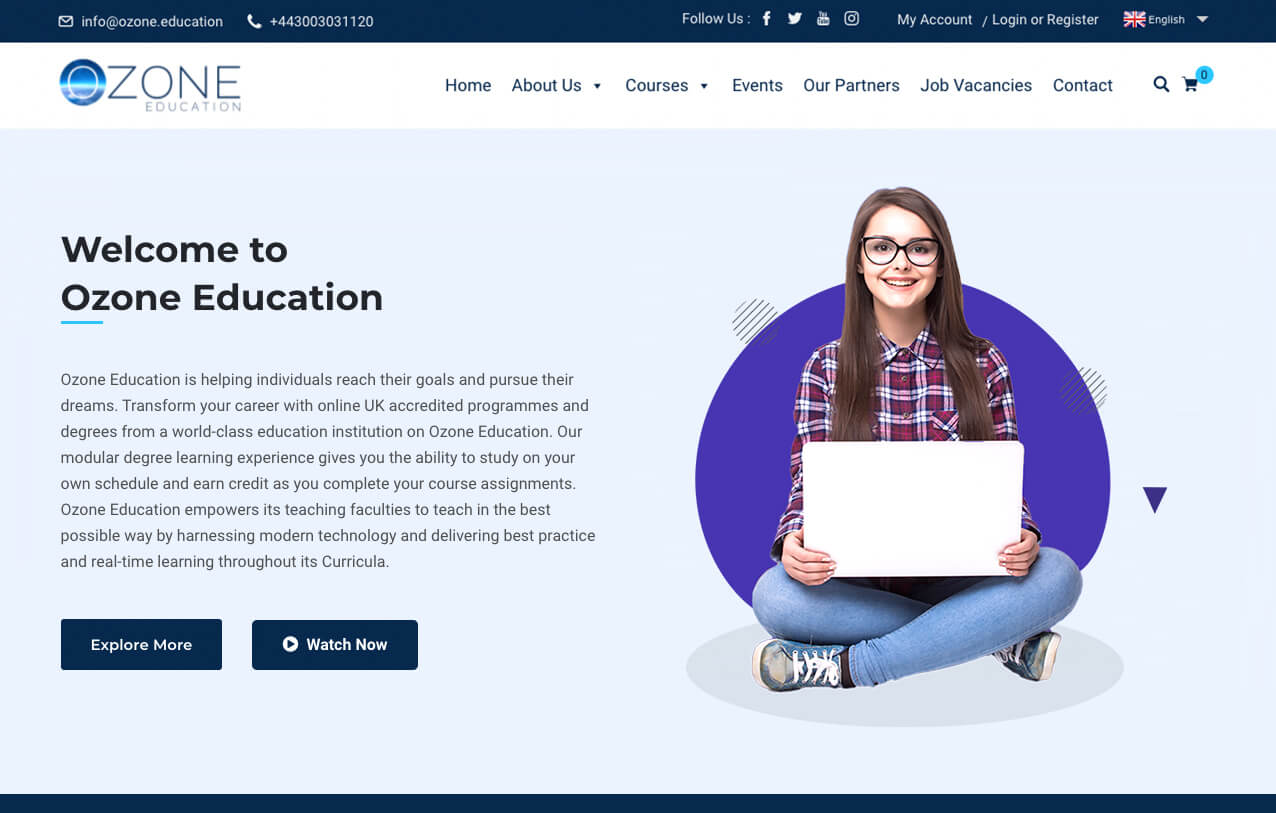 info@ozone.education +443003031120 Follow Us : My Account / Login or Register English
OZONE
EDUCATION
Home About Us Courses Events Our Partners Job Vacancies Contact 0
Welcome to
Ozone Education
Ozone Education is helping individuals reach their goals and pursue their
dreams. Transform your career with online UK accredited programmes and
degrees from a world-class education institution on Ozone Education. Our
modular degree learning experience gives you the ability to study on your
own schedule and earn credit as you complete your course assignments.
Ozone Education empowers its teaching faculties to teach in the best
possible way by harnessing modern technology and delivering best practice
and real-time learning throughout its Curricula.
Explore More Watch Now